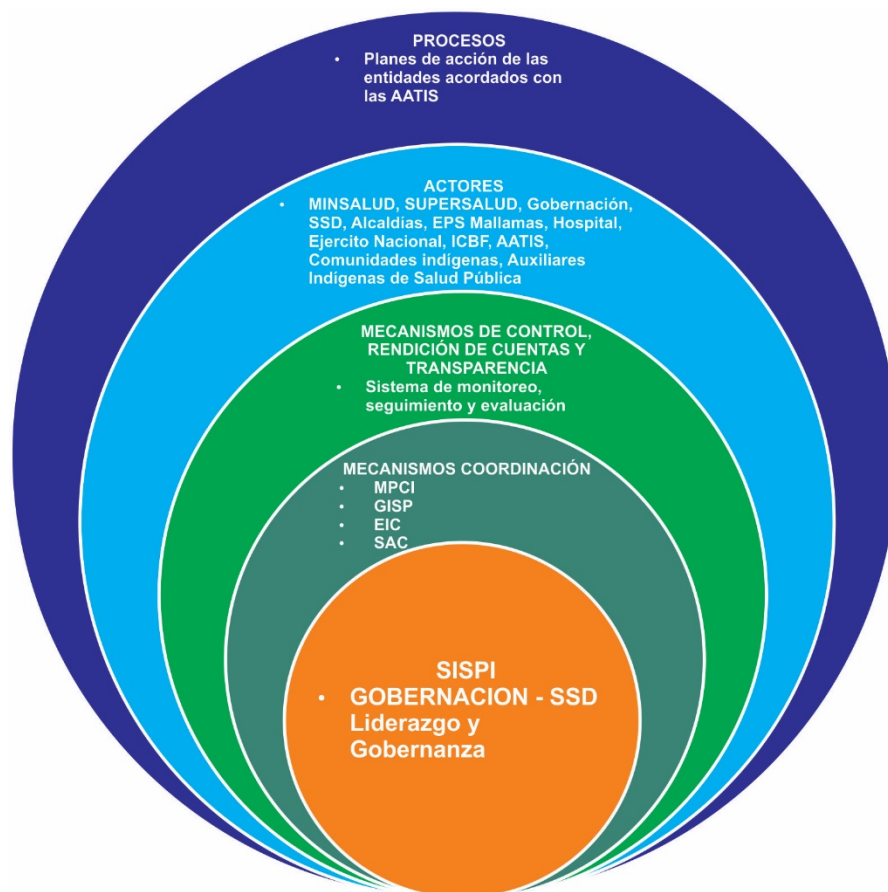 PROCESOS
• Planes de acción de las
entidades acordados con
las AATIS
ACTORES
• MINSALUD, SUPERSALUD, Gobernación,
SSD, Alcaldías, EPS Mallamas, Hospital,
Ejercito Nacional, ICBF, AATIS,
Comunidades indígenas, Auxiliares
Indígenas de Salud Pública
MECANISMOS DE CONTROL,
RENDICIÓN DE CUENTAS Y
TRANSPARENCIA
• Sistema de monitoreo,
seguimiento y evaluación
MECANISMOS COORDINACIÓN
• MPCI
• GISP
• EIC
• SAC
SISPI
• GOBERNACION - SSD
Liderazgo y
Gobernanza